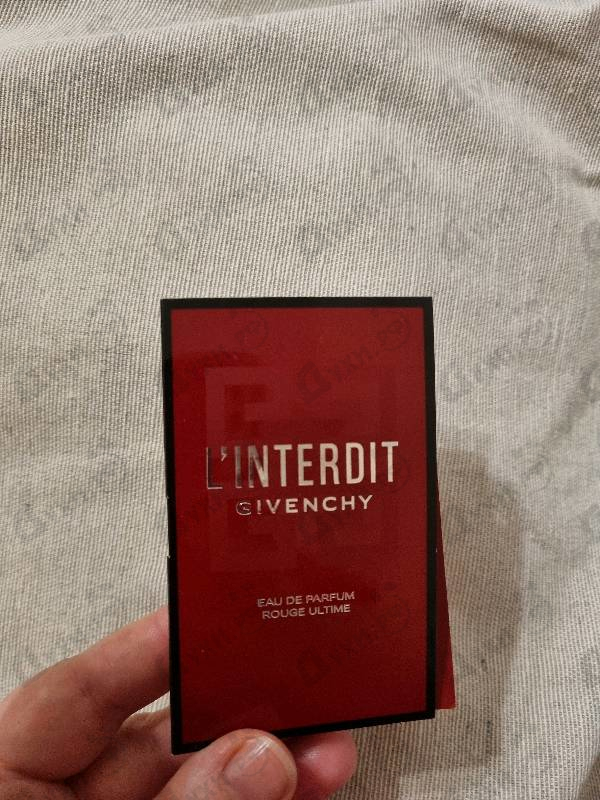 L'INTERDIT
GIVENCHY
EAU DE PARFUM
ROUGE ULTIME